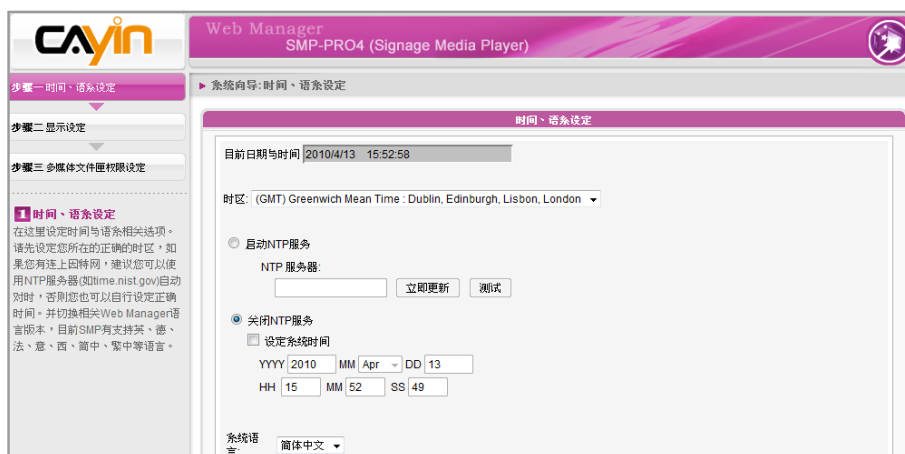 CAYIN
Web Manager
SMP-PRO4 (Signage Media Player)
步骤一 时间、语系设定
步骤二 显示设定
步骤三 多媒体文件匣权限设定
1 时间、语系设定
在这里设定时间与语系相关选项。
请先设定您所在的正确的时区，如
果您有连上因特网，建议您可以使
用NTP服务器(如time.nist.gov)自动
对时，否则您也可以自行设定正确
时间。并切换相关Web Manager语
言版本，目前SMP有支持英、德、
法、意、西、简中、繁中等语言。
系统向导:时间、语系设定
时间、语系设定
目前日期与时间 2010/4/13 15:52:58
时区: (GMT) Greenwich Mean Time : Dublin, Edinburgh, Lisbon, London
启动NTP服务
NTP 服务器:
立即更新 测试
关闭NTP服务
设定系统时间
YYYY 2010 MM Apr DD 13
HH 15 MM 52 SS 49
系统语
言: 简体中文